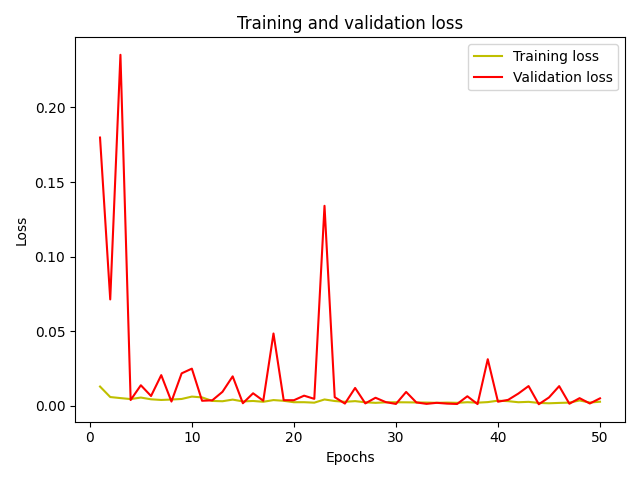 Training and validation loss
Training loss
Validation loss
0.20
0.15
0.10
0.05
0.00
Loss
0 10 20 30 40 50
Epochs